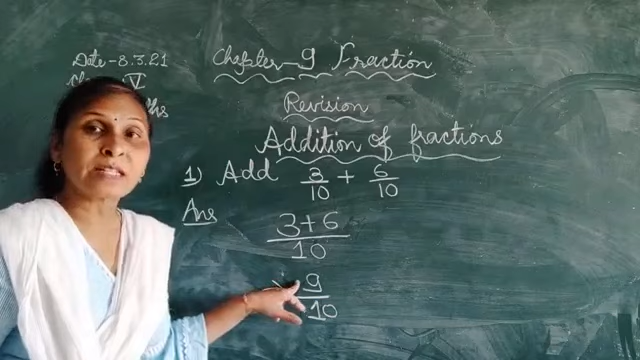 Date - 8.3.21
Chapter - 9 Fraction
V
Revision
Addition of fractions
1) Add 3/10 + 6/10
Ans
3+6/10
9/10